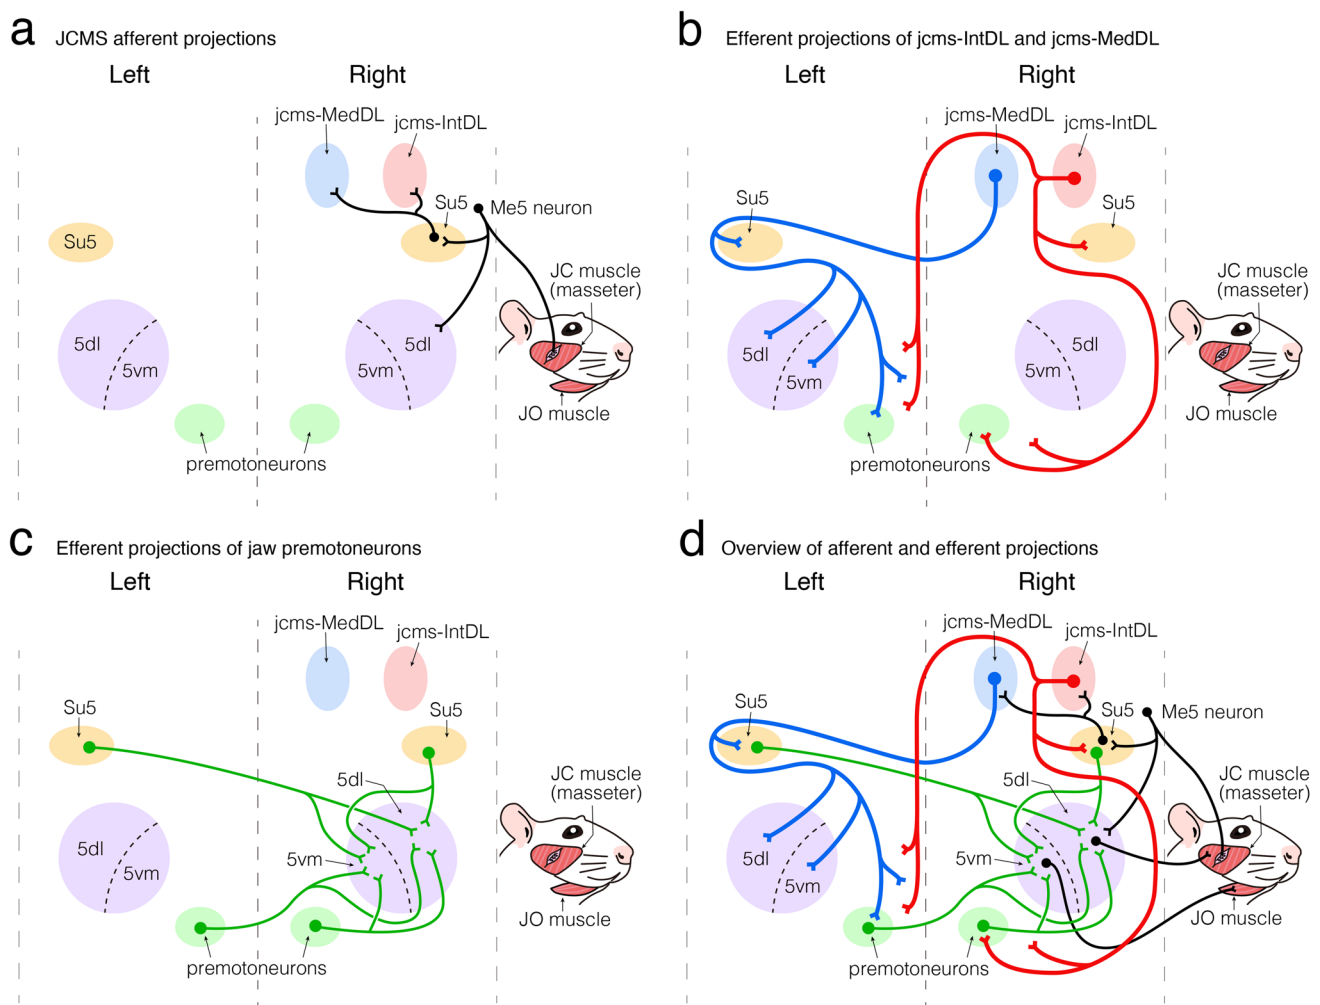 a JCMS afferent projections
Left Right
jcms-MedDL
jcms-IntDL
Su5
Me5 neuron
Su5
JC muscle
(masseter)
5dl
5vm
5dl
5vm
JO muscle
premotoneurons
b Efferent projections of jcms-IntDL and jcms-MedDL
Left Right
jcms-MedDL
jcms-IntDL
Su5
Su5
JC muscle
(masseter)
5dl
5vm
5dl
5vm
JO muscle
premotoneurons
c Efferent projections of jaw premotoneurons
Left Right
jcms-MedDL
jcms-IntDL
Su5
Su5
5dl
JC muscle
(masseter)
5dl
5vm
5vm
JO muscle
premotoneurons
d Overview of afferent and efferent projections
Left Right
jcms-MedDL
jcms-IntDL
Su5
Su5
Me5 neuron
5dl
JC muscle
(masseter)
5dl
5vm
5vm
JO muscle
premotoneurons